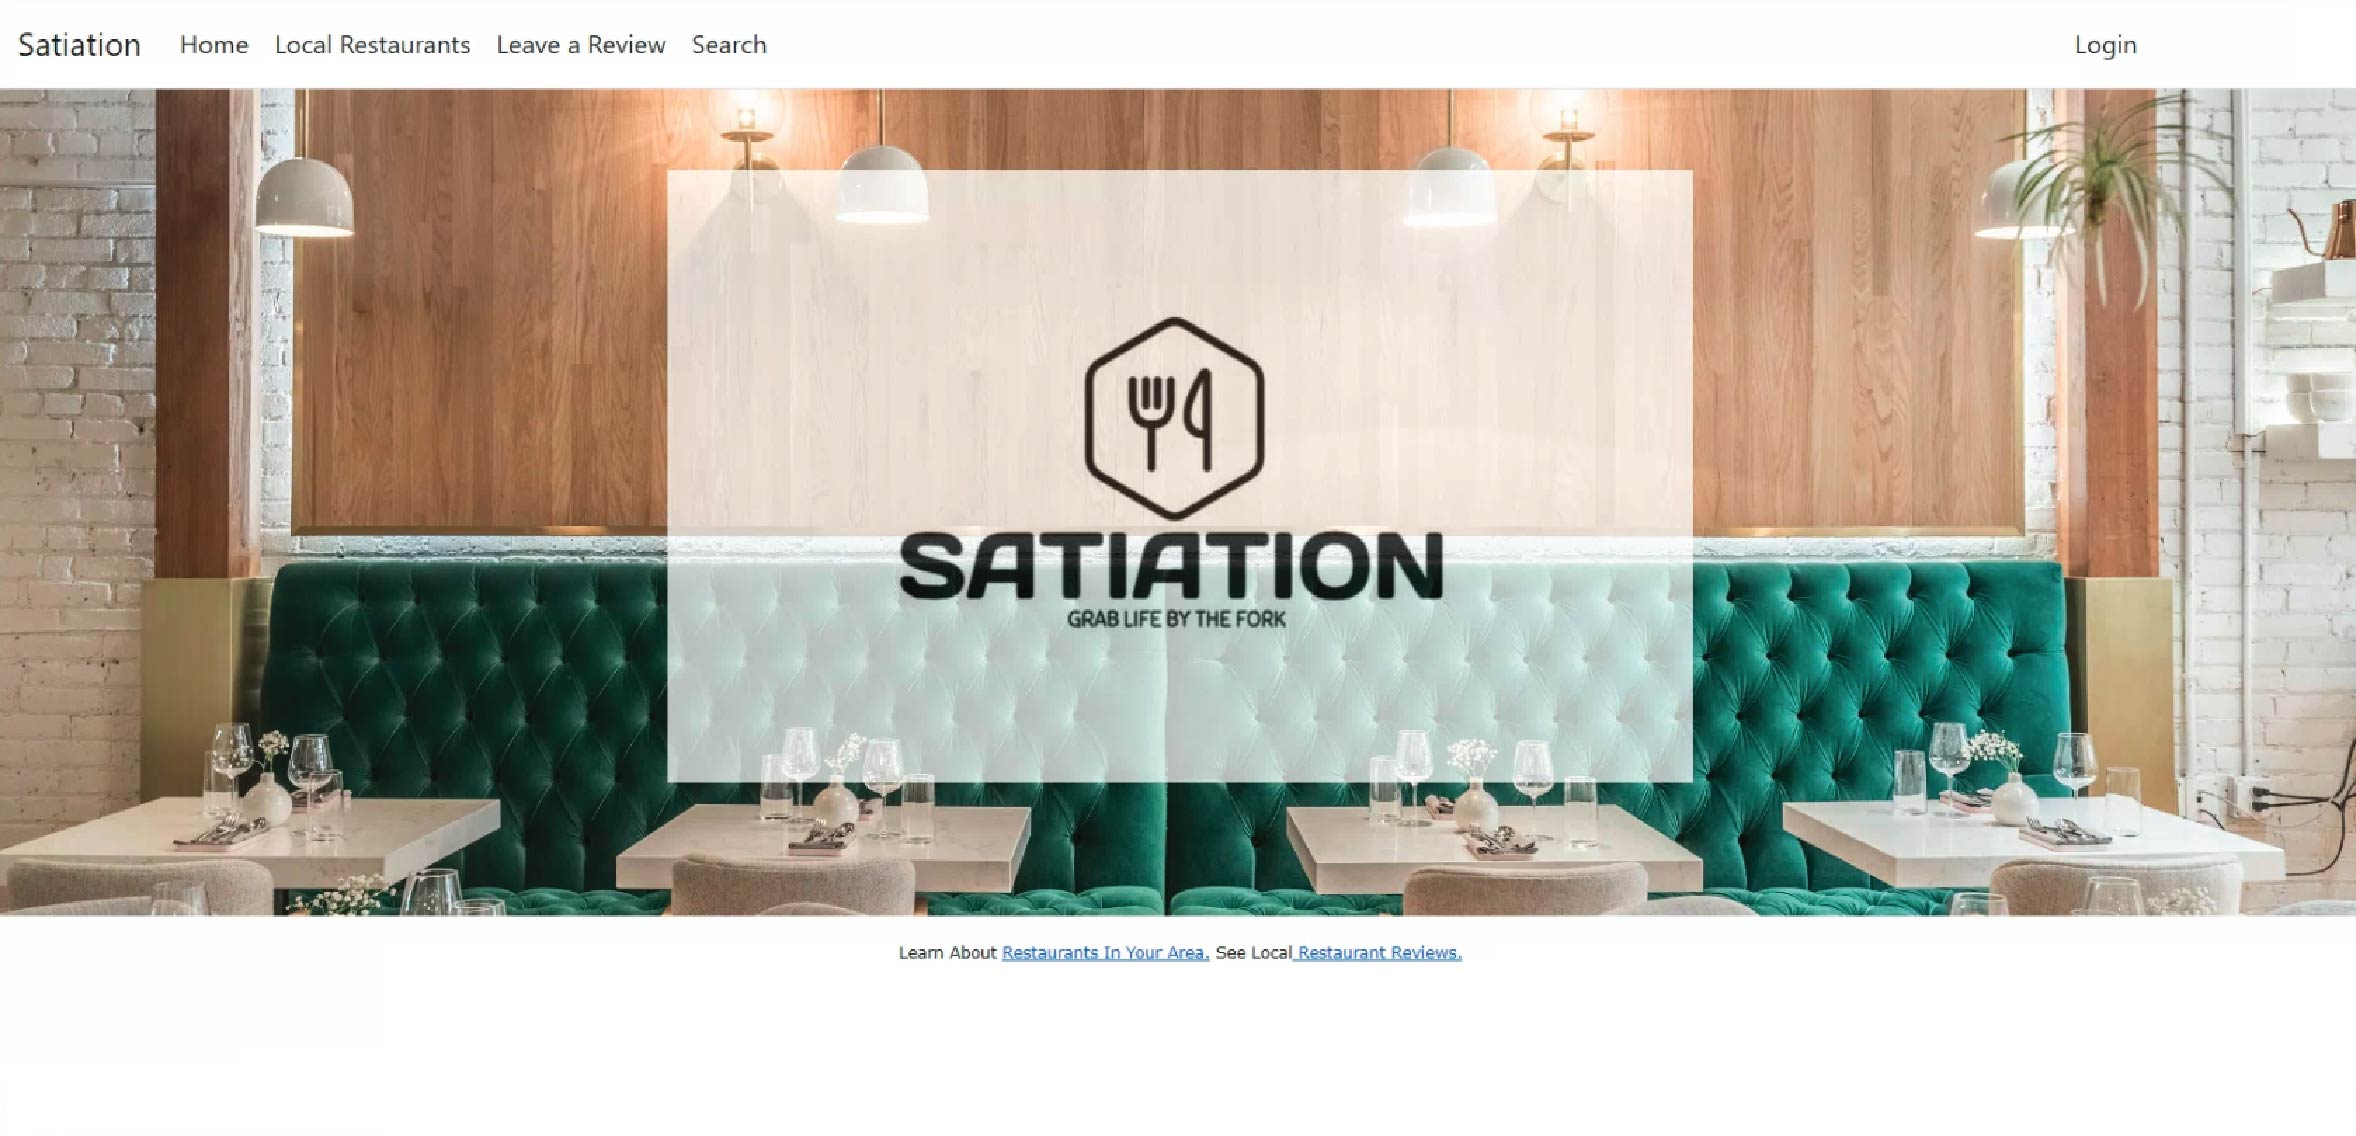 Satiation Home Local Restaurants Leave a Review Search Login
SATIATION
GRAB LIFE BY THE FORK
Learn About Restaurants In Your Area. See Local Restaurant Reviews.